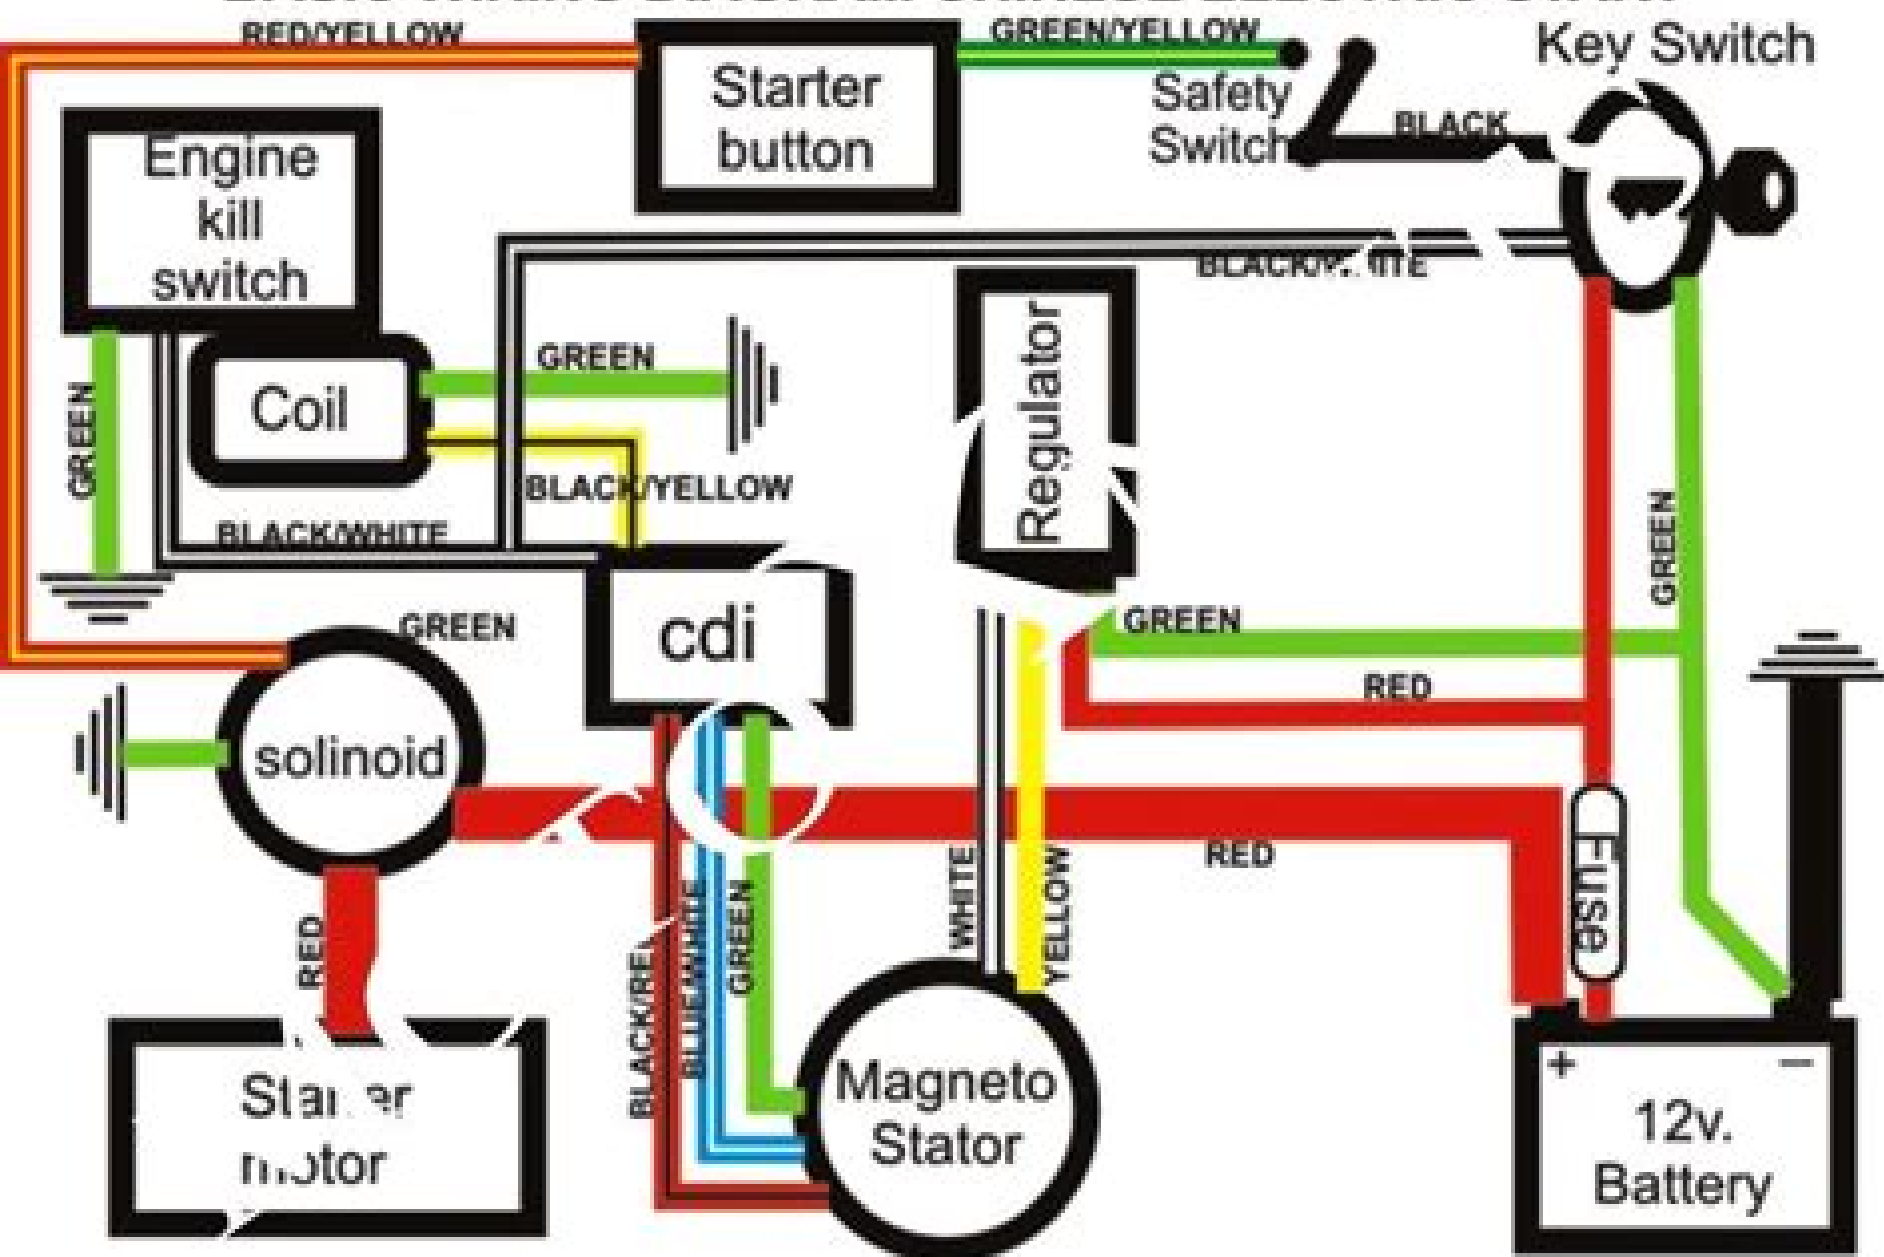 RED/YELLOW
GREEN/YELLOW
Key Switch
Starter
button
Safety
Switch
BLACK
Engine
kill
switch
GREEN
Regulator
Coil
GREEN
BLACK/YELLOW
BLACK/WHITE
GREEN
GREEN
GREEN
cdi
RED
solinoid
RED
WHITE
YELLOW
Fuse
RED
GREEN
BLUE/WHITE
Magneto
Stator
+
–
12v.
Battery